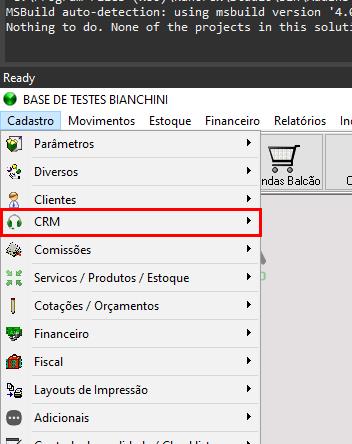 MSBuild auto-detection: using msbuild version '4.0
Nothing to do. None of the projects in this solut
Ready
BASE DE TESTES BIANCHINI
Cadastro Movimentos Estoque Financeiro Relatórios
Parâmetros
Diversos
Clientes
ndas Balcão
CRM
Comissões
Servicos / Produtos / Estoque
Cotações / Orçamentos
Financeiro
Fiscal
Layouts de Impressão
Adicionais